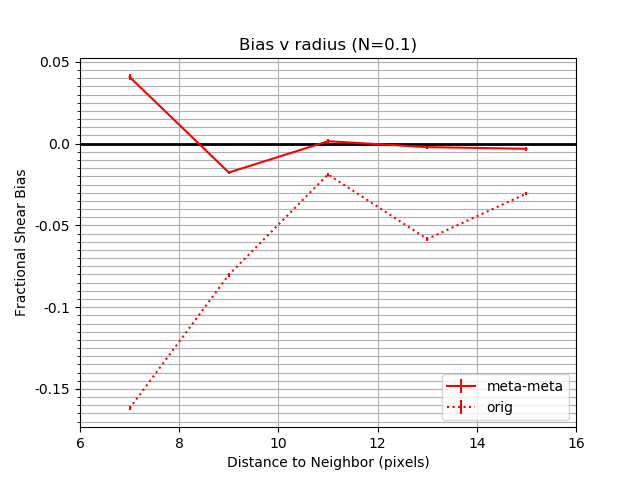 Bias v radius (N=0.1)
Fractional Shear Bias
0.05
0.0
-0.05
-0.1
-0.15
meta-meta
orig
6 8 10 12 14 16
Distance to Neighbor (pixels)